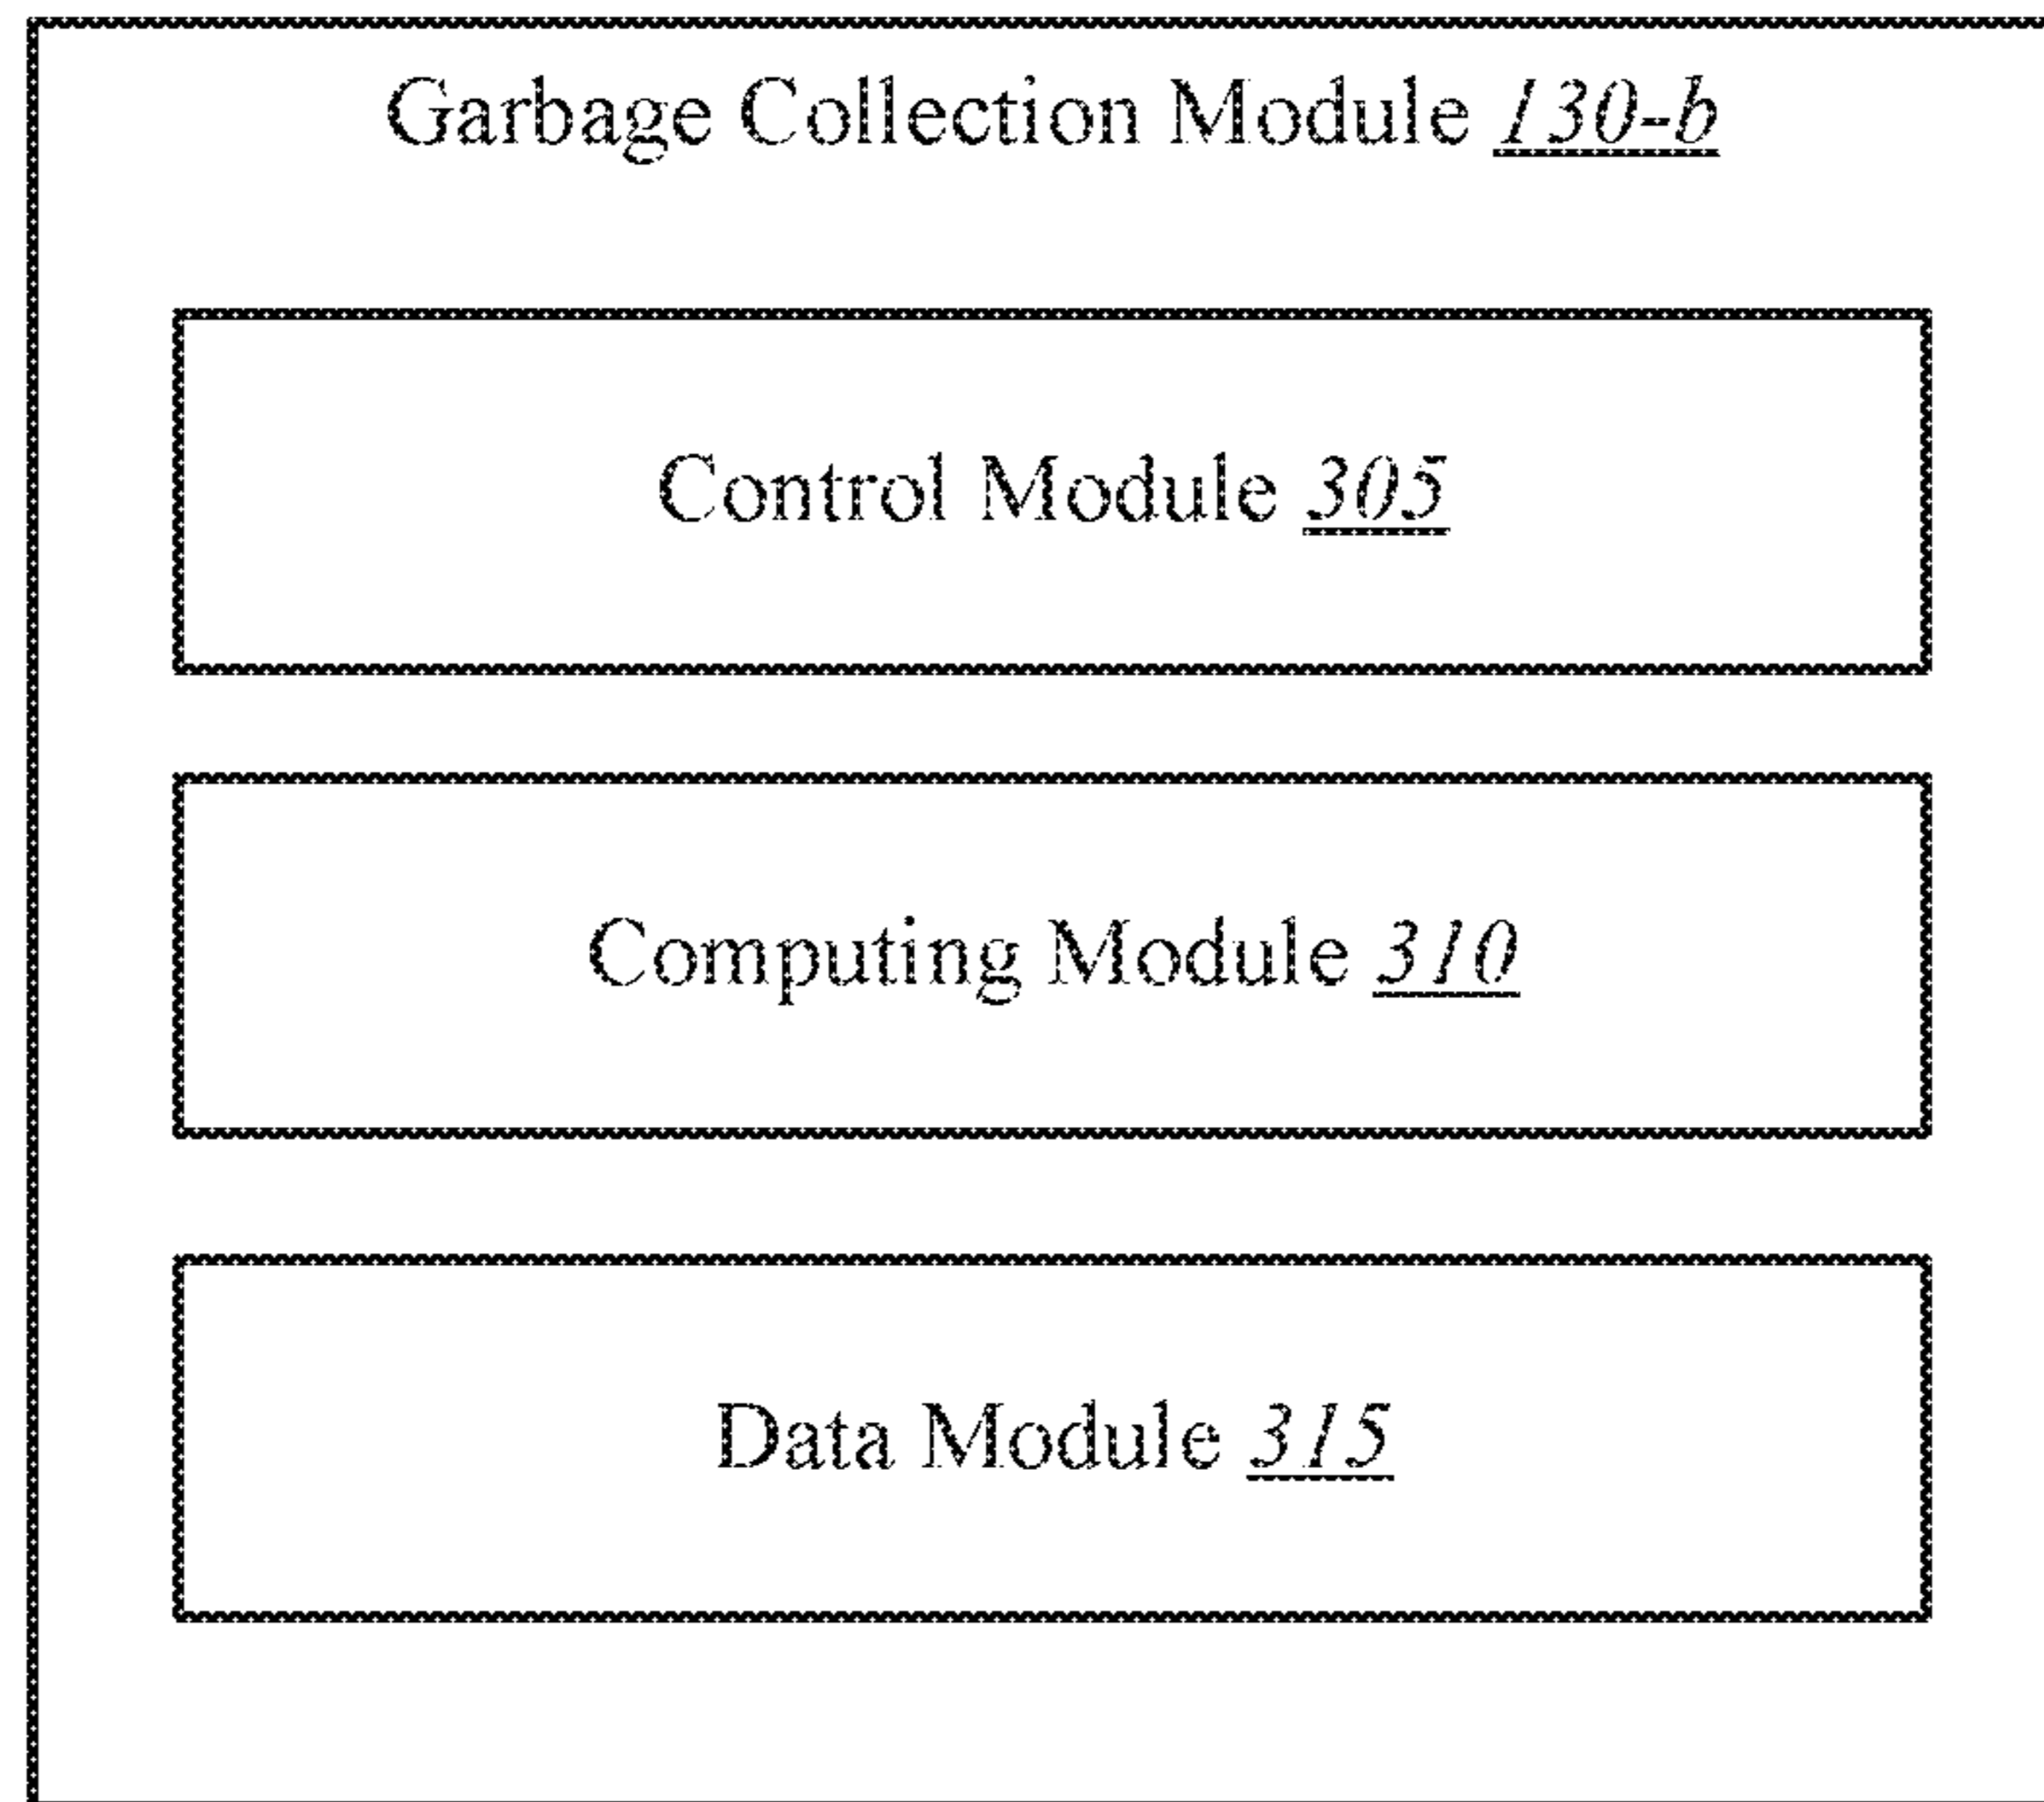 Garbage Collection Module 130-b
Control Module 305
Computing Module 310
Data Module 315